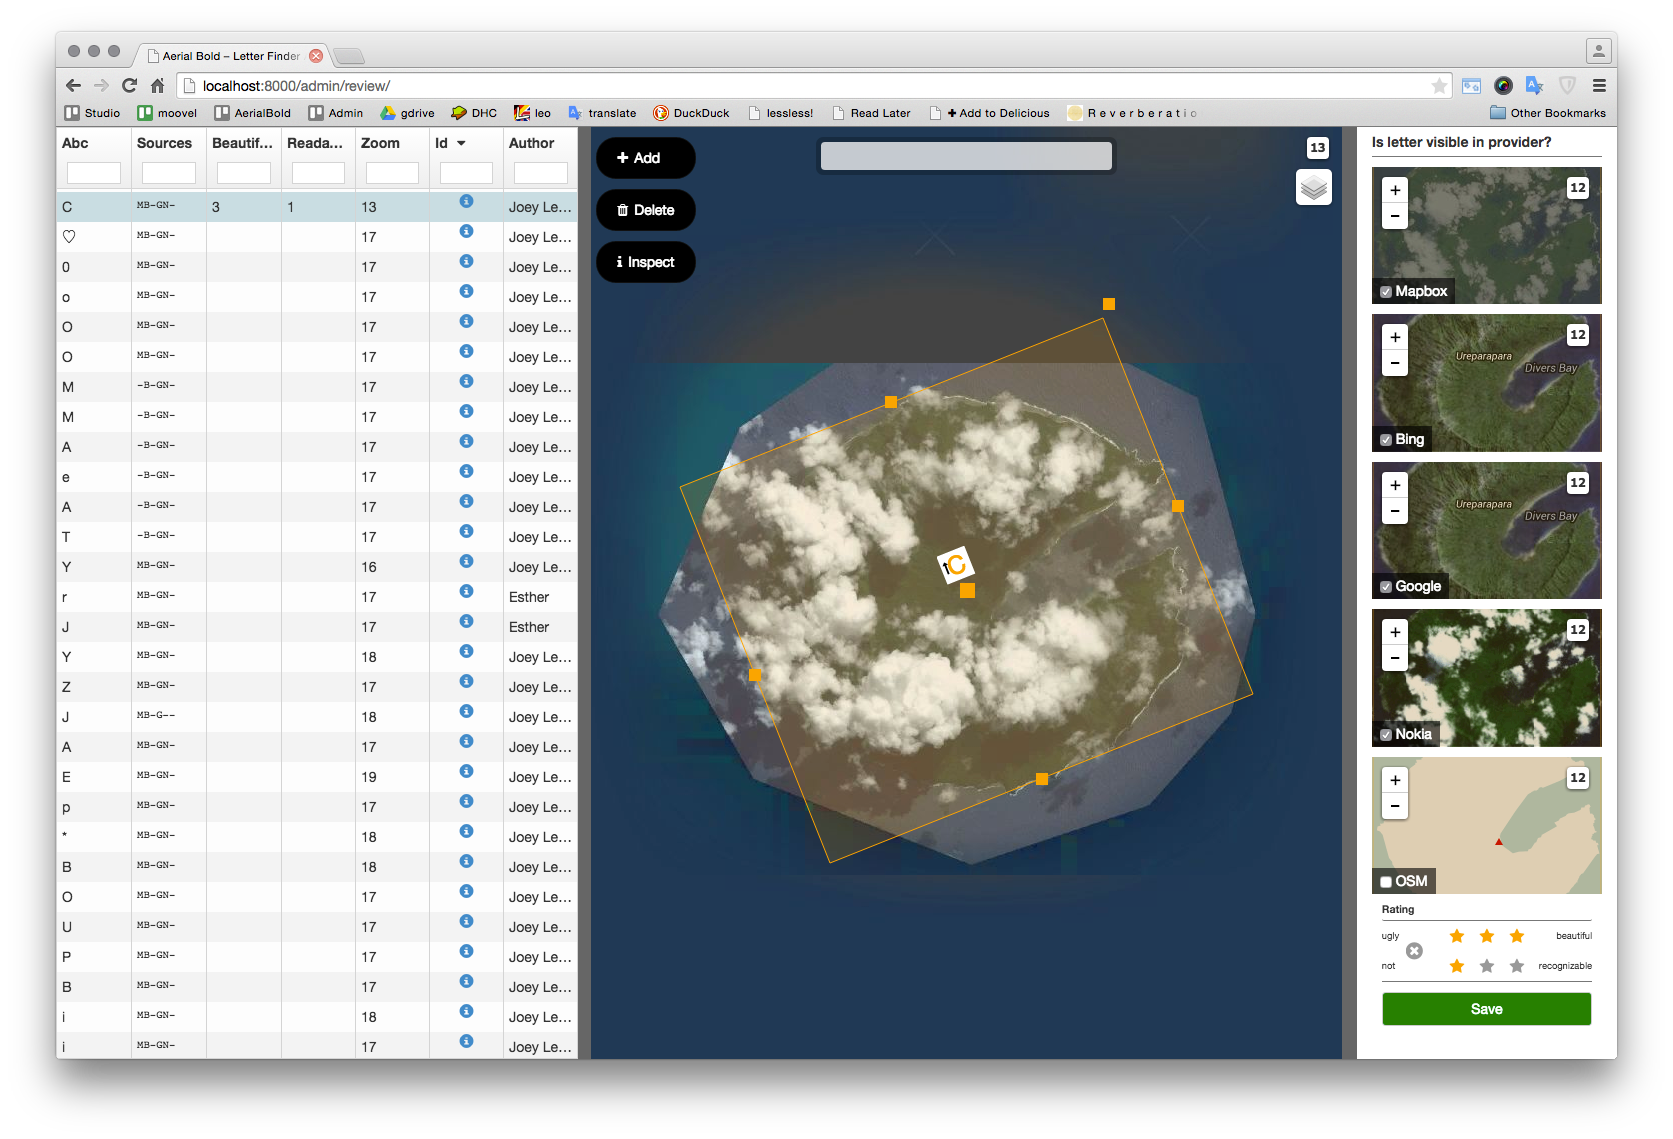 Aerial Bold – Letter Finder
localhost:8000/admin/review/
Studio moovel AerialBold Admin gdrive DHC leo translate DuckDuck lessless! Read Later + Add to Delicious Reverberatio Other Bookmarks
Abc Sources Beautif... Reada... Zoom Id Author
C MB-GN- 3 1 13 Joey Le...
♡ MB-GN- 17 Joey Le...
0 MB-GN- 17 Joey Le...
o MB-GN- 17 Joey Le...
O MB-GN- 17 Joey Le...
O MB-GN- 17 Joey Le...
M -B-GN- 17 Joey Le...
M -B-GN- 17 Joey Le...
A -B-GN- 17 Joey Le...
e -B-GN- 17 Joey Le...
A -B-GN- 17 Joey Le...
T -B-GN- 17 Joey Le...
Y MB-GN- 16 Joey Le...
r MB-GN- 17 Esther
J MB-GN- 17 Esther
Y MB-GN- 18 Joey Le...
Z MB-GN- 17 Joey Le...
J MB-G-- 18 Joey Le...
A MB-GN- 17 Joey Le...
E MB-GN- 19 Joey Le...
p MB-GN- 17 Joey Le...
* MB-GN- 18 Joey Le...
B MB-GN- 18 Joey Le...
O MB-GN- 17 Joey Le...
U MB-GN- 17 Joey Le...
P MB-GN- 17 Joey Le...
B MB-GN- 17 Joey Le...
i MB-GN- 18 Joey Le...
i MB-GN- 17 Joey Le...
+ Add
Delete
i Inspect
13
C
Is letter visible in provider?
+
−
12
Mapbox
+
−
12
Ureparapara
Divers Bay
Bing
+
−
12
Ureparapara
Divers Bay
Google
+
−
12
Nokia
+
−
12
OSM
Rating
ugly beautiful
not recognizable
Save